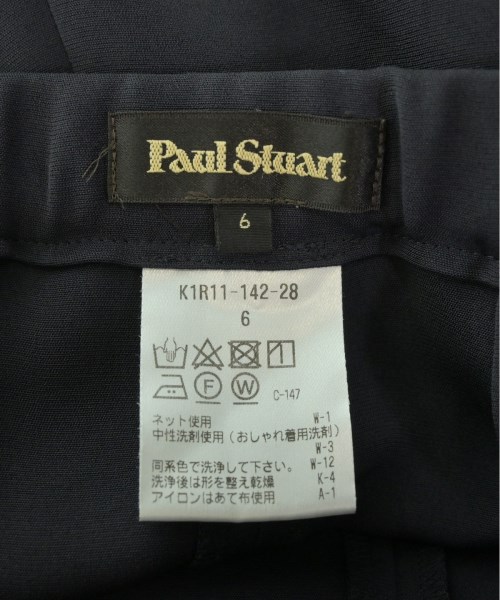 Paul Stuart
6
K1R11-142-28
6
F W C-147
ネット使用 W-1
中性洗剤使用（おしゃれ着用洗剤）
W-3
同系色で洗浄して下さい。 W-12
洗浄後は形を整え乾燥 K-4
アイロンはあて布使用 A-1